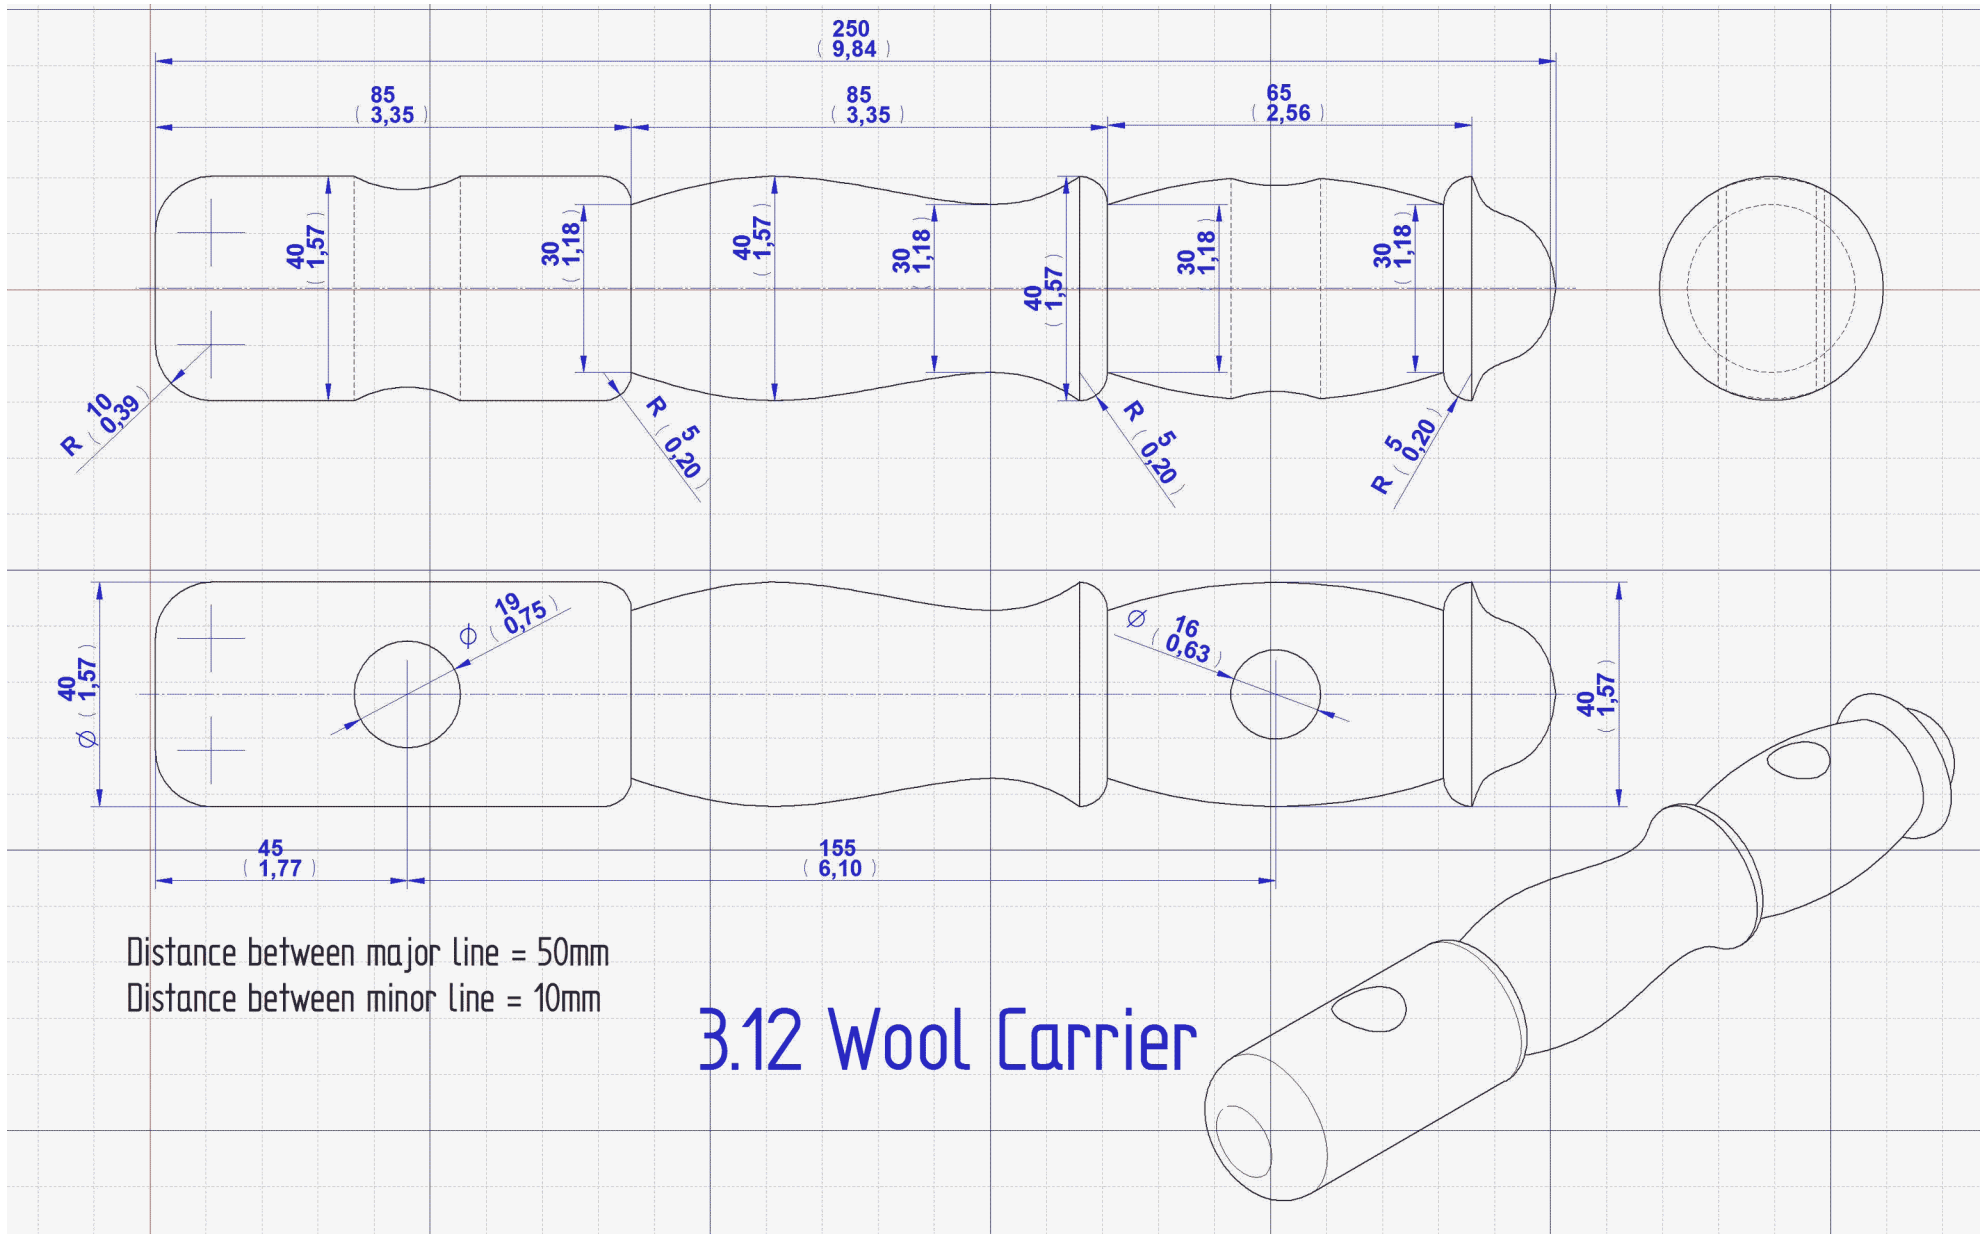 250
( 9,84 )
85
( 3,35 )
85
( 3,35 )
65
( 2,56 )
40
( 1,57 )
30
( 1,18 )
40
( 1,57 )
30
( 1,18 )
40
( 1,57 )
30
( 1,18 )
30
( 1,18 )
R 10
( 0,39 )
R 5
( 0,20 )
R 5
( 0,20 )
R 5
( 0,20 )
Ø 40
( 1,57 )
Ø 19
( 0,75 )
Ø 16
( 0,63 )
40
( 1,57 )
45
( 1,77 )
155
( 6,10 )
Distance between major line = 50mm
Distance between minor line = 10mm
3.12 Wool Carrier